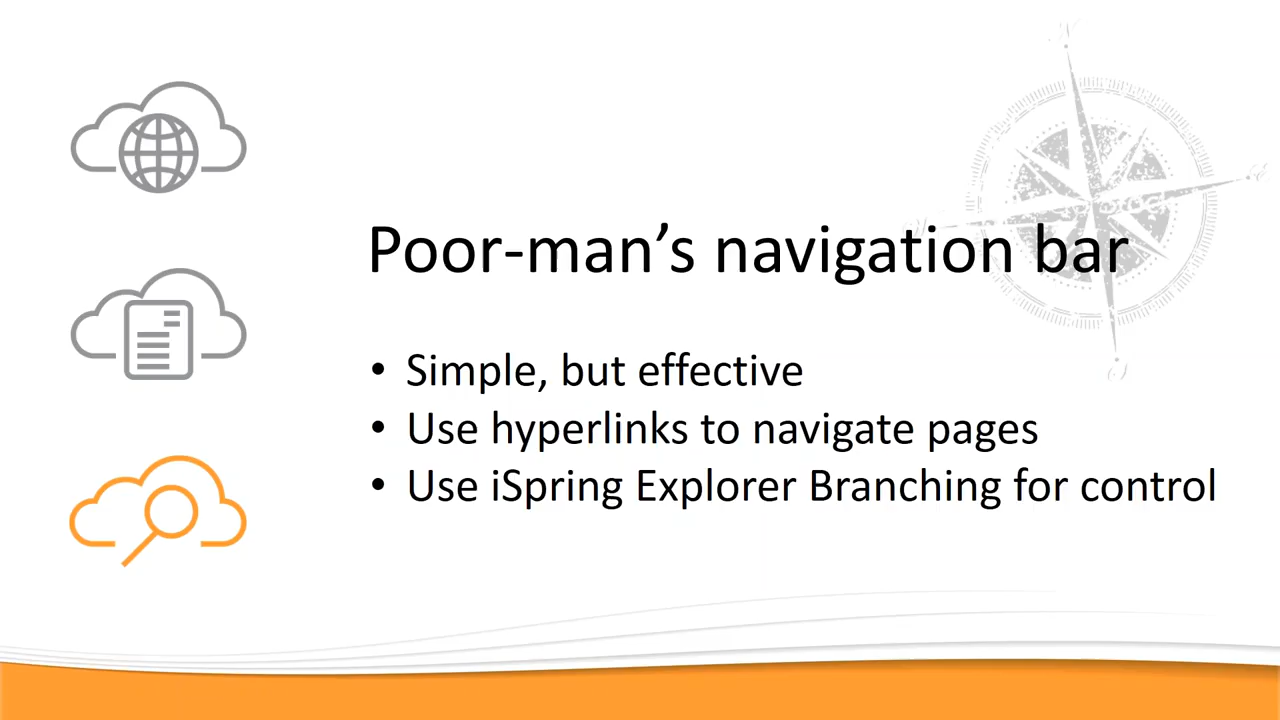 Poor-man’s navigation bar
• Simple, but effective
• Use hyperlinks to navigate pages
• Use iSpring Explorer Branching for control